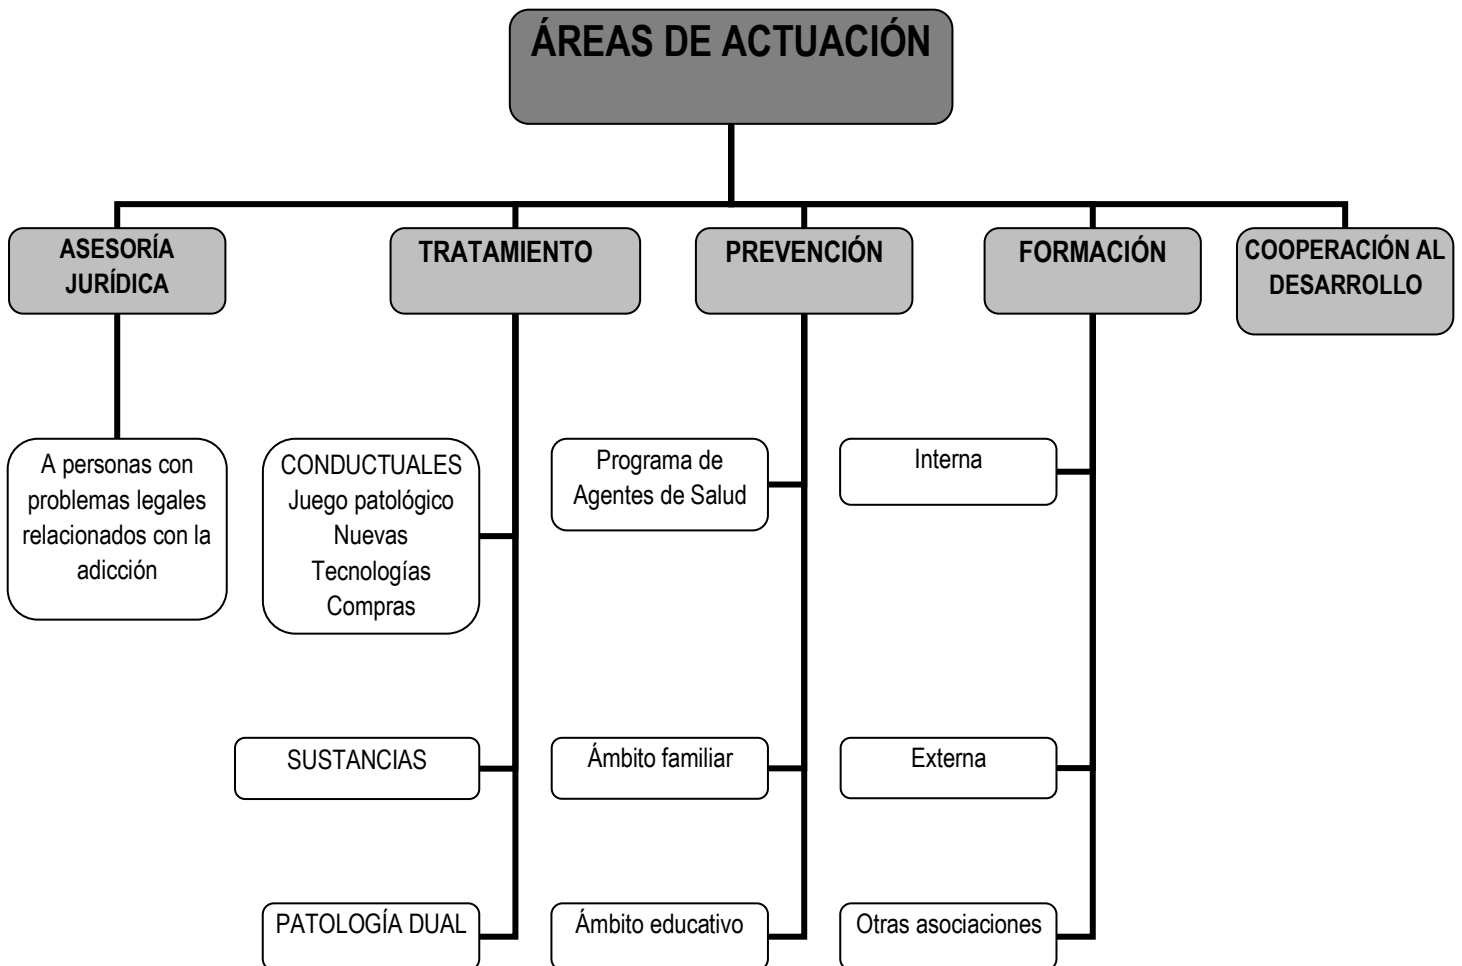 ÁREAS DE ACTUACIÓN
ASESORÍA
JURÍDICA
TRATAMIENTO
PREVENCIÓN
FORMACIÓN
COOPERACIÓN AL
DESARROLLO
A personas con
problemas legales
relacionados con la
adicción
CONDUCTUALES
Juego patológico
Nuevas
Tecnologías
Compras
Programa de
Agentes de Salud
Interna
SUSTANCIAS
Ámbito familiar
Externa
PATOLOGÍA DUAL
Ámbito educativo
Otras asociaciones